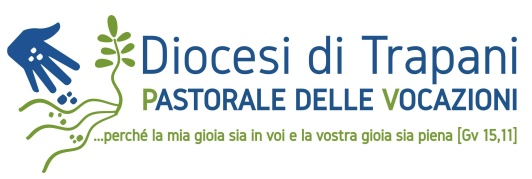 Diocesi di Trapani
PASTORALE DELLE VOCAZIONI
...perché la mia gioia sia in voi e la vostra gioia sia piena [Gv 15,11]